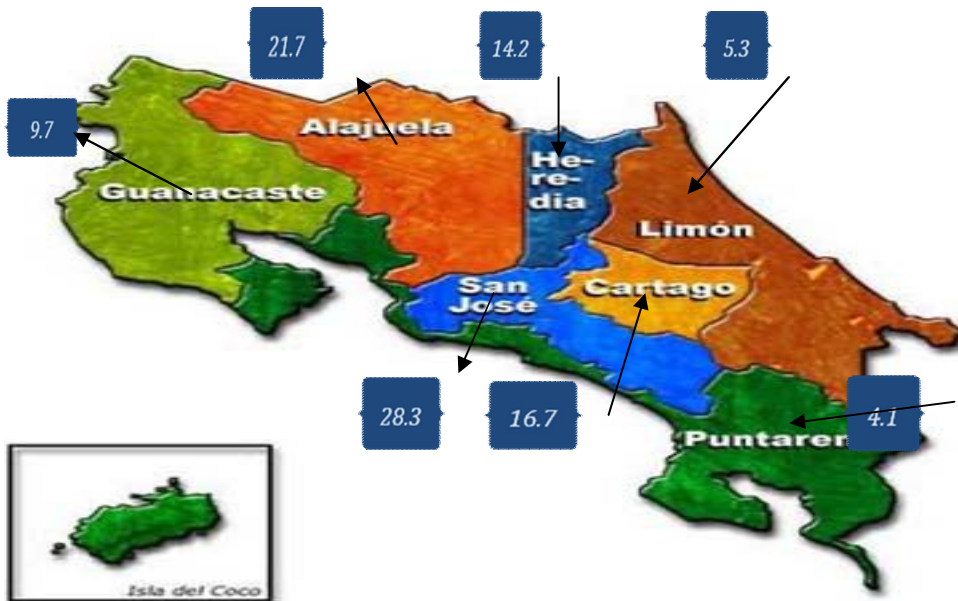 21.7
14.2
5.3
9.7
Alajuela
Guanacaste
He-
re-
dia
Limón
San
José
Cartago
28.3
16.7
4.1
Puntaren
Isla del Coco